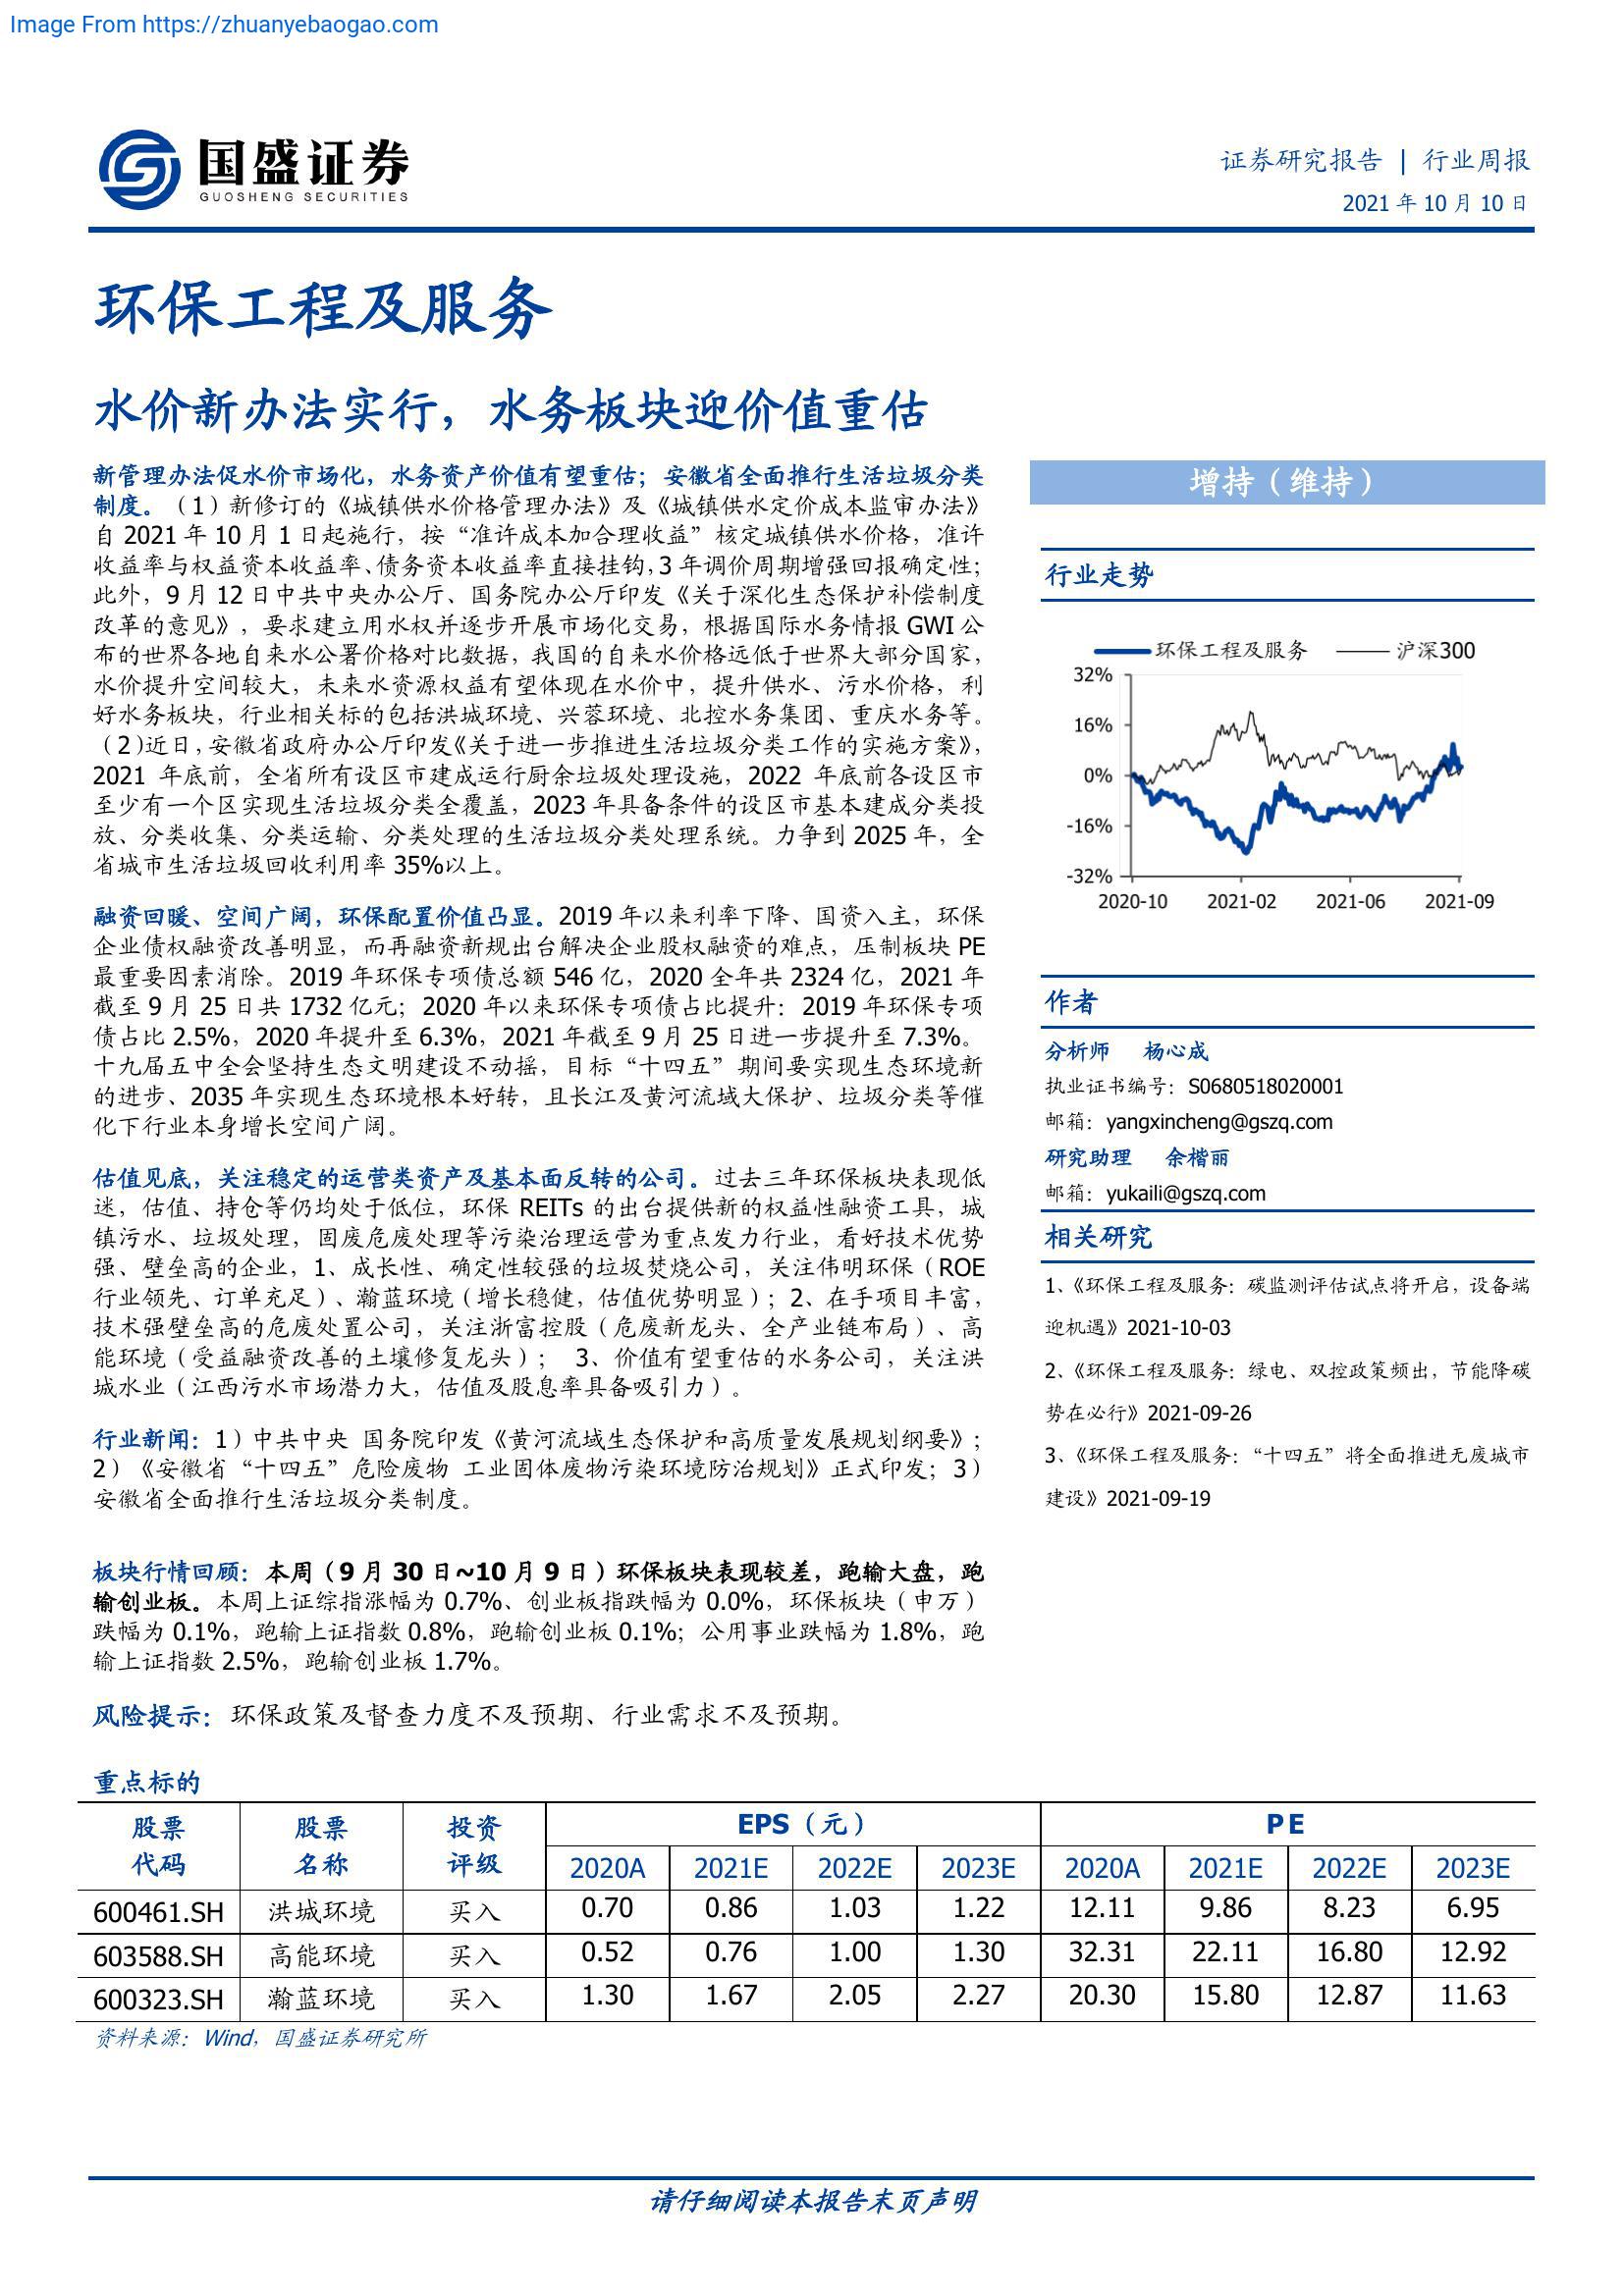 Image From https://zhuanyebaogao.com
国盛证券
GUOSHENG SECURITIES
证券研究报告 | 行业周报
2021 年 10 月 10 日
环保工程及服务
水价新办法实行，水务板块迎价值重估
新管理办法促水价市场化，水务资产价值有望重估；安徽省全面推行生活垃圾分类
制度。（1）新修订的《城镇供水价格管理办法》及《城镇供水定价成本监审办法》
自 2021 年 10 月 1 日起施行，按“准许成本加合理收益”核定城镇供水价格，准许
收益率与权益资本收益率、债务资本收益率直接挂钩，3 年调价周期增强回报确定性；
此外，9 月 12 日中共中央办公厅、国务院办公厅印发《关于深化生态保护补偿制度
改革的意见》，要求建立用水权并逐步开展市场化交易，根据国际水务情报 GWI 公
布的世界各地自来水公署价格对比数据，我国的自来水价格远低于世界大部分国家，
水价提升空间较大，未来水资源权益有望体现在水价中，提升供水、污水价格，利
好水务板块，行业相关标的包括洪城环境、兴蓉环境、北控水务集团、重庆水务等。
（2）近日，安徽省政府办公厅印发《关于进一步推进生活垃圾分类工作的实施方案》，
2021 年底前，全省所有设区市建成运行厨余垃圾处理设施，2022 年底前各设区市
至少有一个区实现生活垃圾分类全覆盖，2023 年具备条件的设区市基本建成分类投
放、分类收集、分类运输、分类处理的生活垃圾分类处理系统。力争到 2025 年，全
省城市生活垃圾回收利用率 35%以上。
融资回暖、空间广阔，环保配置价值凸显。2019 年以来利率下降、国资入主，环保
企业债权融资改善明显，而再融资新规出台解决企业股权融资的难点，压制板块 PE
最重要因素消除。2019 年环保专项债总额 546 亿，2020 全年共 2324 亿，2021 年
截至 9 月 25 日共 1732 亿元；2020 年以来环保专项债占比提升：2019 年环保专项
债占比 2.5%，2020 年提升至 6.3%，2021 年截至 9 月 25 日进一步提升至 7.3%。
十九届五中全会坚持生态文明建设不动摇，目标“十四五”期间要实现生态环境新
的进步、2035 年实现生态环境根本好转，且长江及黄河流域大保护、垃圾分类等催
化下行业本身增长空间广阔。
估值见底，关注稳定的运营类资产及基本面反转的公司。过去三年环保板块表现低
迷，估值、持仓等仍均处于低位，环保 REITs 的出台提供新的权益性融资工具，城
镇污水、垃圾处理，固废危废处理等污染治理运营为重点发力行业，看好技术优势
强、壁垒高的企业，1、成长性、确定性较强的垃圾焚烧公司，关注伟明环保（ROE
行业领先、订单充足）、瀚蓝环境（增长稳健，估值优势明显）；2、在手项目丰富，
技术强壁垒高的危废处置公司，关注浙富控股（危废新龙头、全产业链布局）、高
能环境（受益融资改善的土壤修复龙头）； 3、价值有望重估的水务公司，关注洪
城水业（江西污水市场潜力大，估值及股息率具备吸引力）。
行业新闻：1）中共中央 国务院印发《黄河流域生态保护和高质量发展规划纲要》；
2）《安徽省“十四五”危险废物 工业固体废物污染环境防治规划》正式印发；3）
安徽省全面推行生活垃圾分类制度。
板块行情回顾：本周（9 月 30 日~10 月 9 日）环保板块表现较差，跑输大盘，跑
输创业板。本周上证综指涨幅为 0.7%、创业板指跌幅为 0.0%，环保板块（申万）
跌幅为 0.1%，跑输上证指数 0.8%，跑输创业板 0.1%；公用事业跌幅为 1.8%，跑
输上证指数 2.5%，跑输创业板 1.7%。
风险提示：环保政策及督查力度不及预期、行业需求不及预期。
增持（维持）
行业走势
环保工程及服务 沪深300
32%
16%
0%
-16%
-32%
2020-10 2021-02 2021-06 2021-09
作者
分析师 杨心成
执业证书编号：S0680518020001
邮箱：yangxincheng@gszq.com
研究助理 余楷丽
邮箱：yukaili@gszq.com
相关研究
1、《环保工程及服务：碳监测评估试点将开启，设备端
迎机遇》2021-10-03
2、《环保工程及服务：绿电、双控政策频出，节能降碳
势在必行》2021-09-26
3、《环保工程及服务：“十四五”将全面推进无废城市
建设》2021-09-19
重点标的
股票 股票 投资 EPS（元） PE
代码 名称 评级 2020A 2021E 2022E 2023E 2020A 2021E 2022E 2023E
600461.SH 洪城环境 买入 0.70 0.86 1.03 1.22 12.11 9.86 8.23 6.95
603588.SH 高能环境 买入 0.52 0.76 1.00 1.30 32.31 22.11 16.80 12.92
600323.SH 瀚蓝环境 买入 1.30 1.67 2.05 2.27 20.30 15.80 12.87 11.63
资料来源：Wind，国盛证券研究所
请仔细阅读本报告末页声明